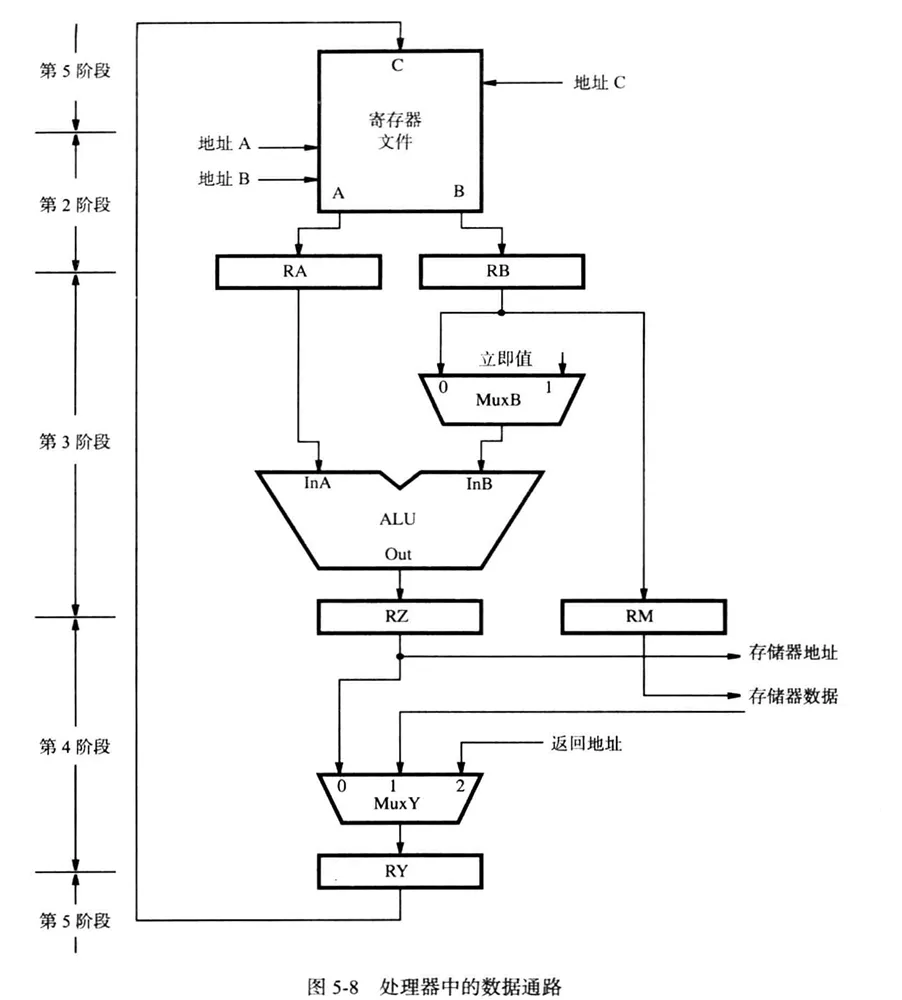 第5阶段
C
地址 C
寄存器
文件
地址 A
地址 B
A
B
第2阶段
RA
RB
立即值
0
1
MuxB
第3阶段
InA
InB
ALU
Out
RZ
RM
存储器地址
存储器数据
返回地址
第4阶段
0
1
2
MuxY
RY
第5阶段
图 5-8 处理器中的数据通路